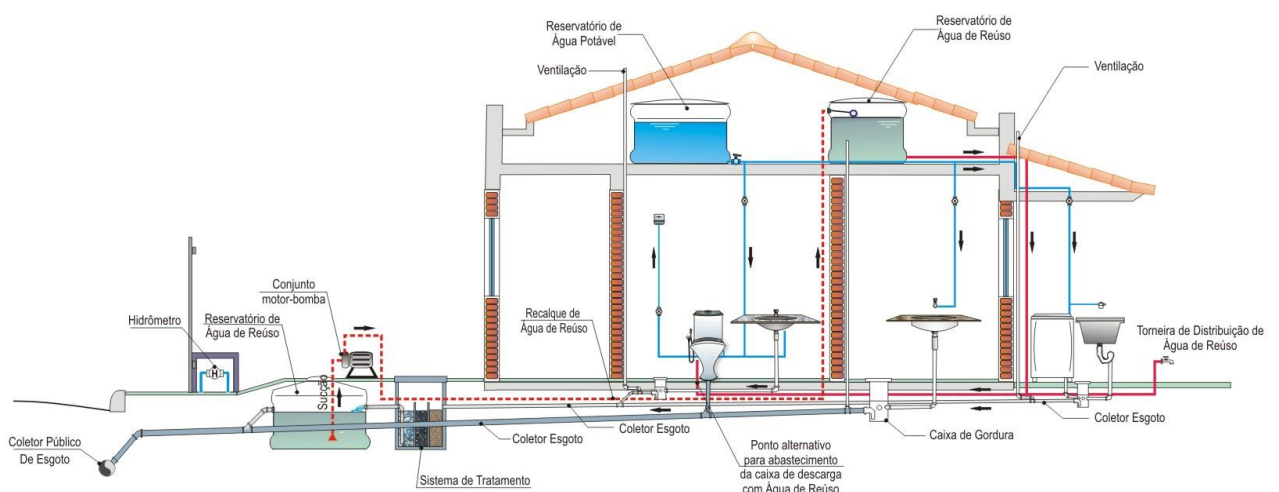 Reservatório de
Água Potável
Reservatório de
Água de Reúso
Ventilação
Ventilação
Conjunto
motor-bomba
Hidrômetro
Reservatório de
Água de Reúso
Recalque de
Água de Reúso
Torneira de Distribuição de
Água de Reúso
H
Sucção
Coletor Público
De Esgoto
Coletor Esgoto
Coletor Esgoto
Sistema de Tratamento
Ponto alternativo
para abastecimento
da caixa de descarga
com Água de Reúso
Caixa de Gordura
Coletor Esgoto